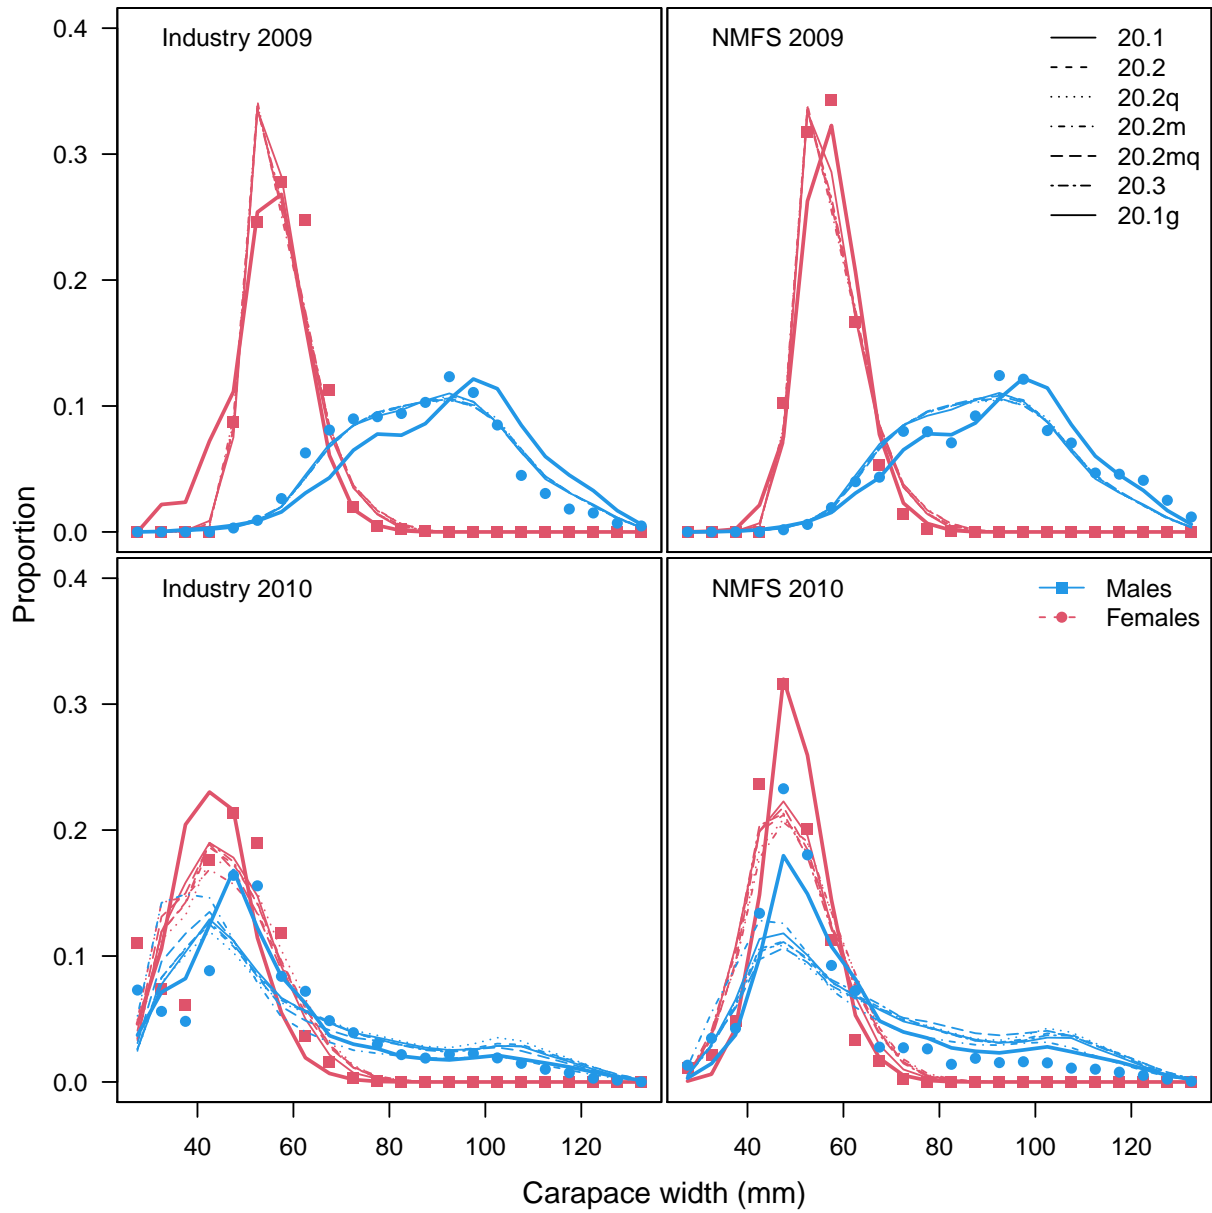 Industry 2009
NMFS 2009
20.1
20.2
20.2q
20.2m
20.2mq
20.3
20.1g
0.4
0.3
0.2
0.1
0.0
Industry 2010
NMFS 2010
Males
Females
0.4
0.3
0.2
0.1
0.0
Proportion
40 60 80 100 120
40 60 80 100 120
Carapace width (mm)